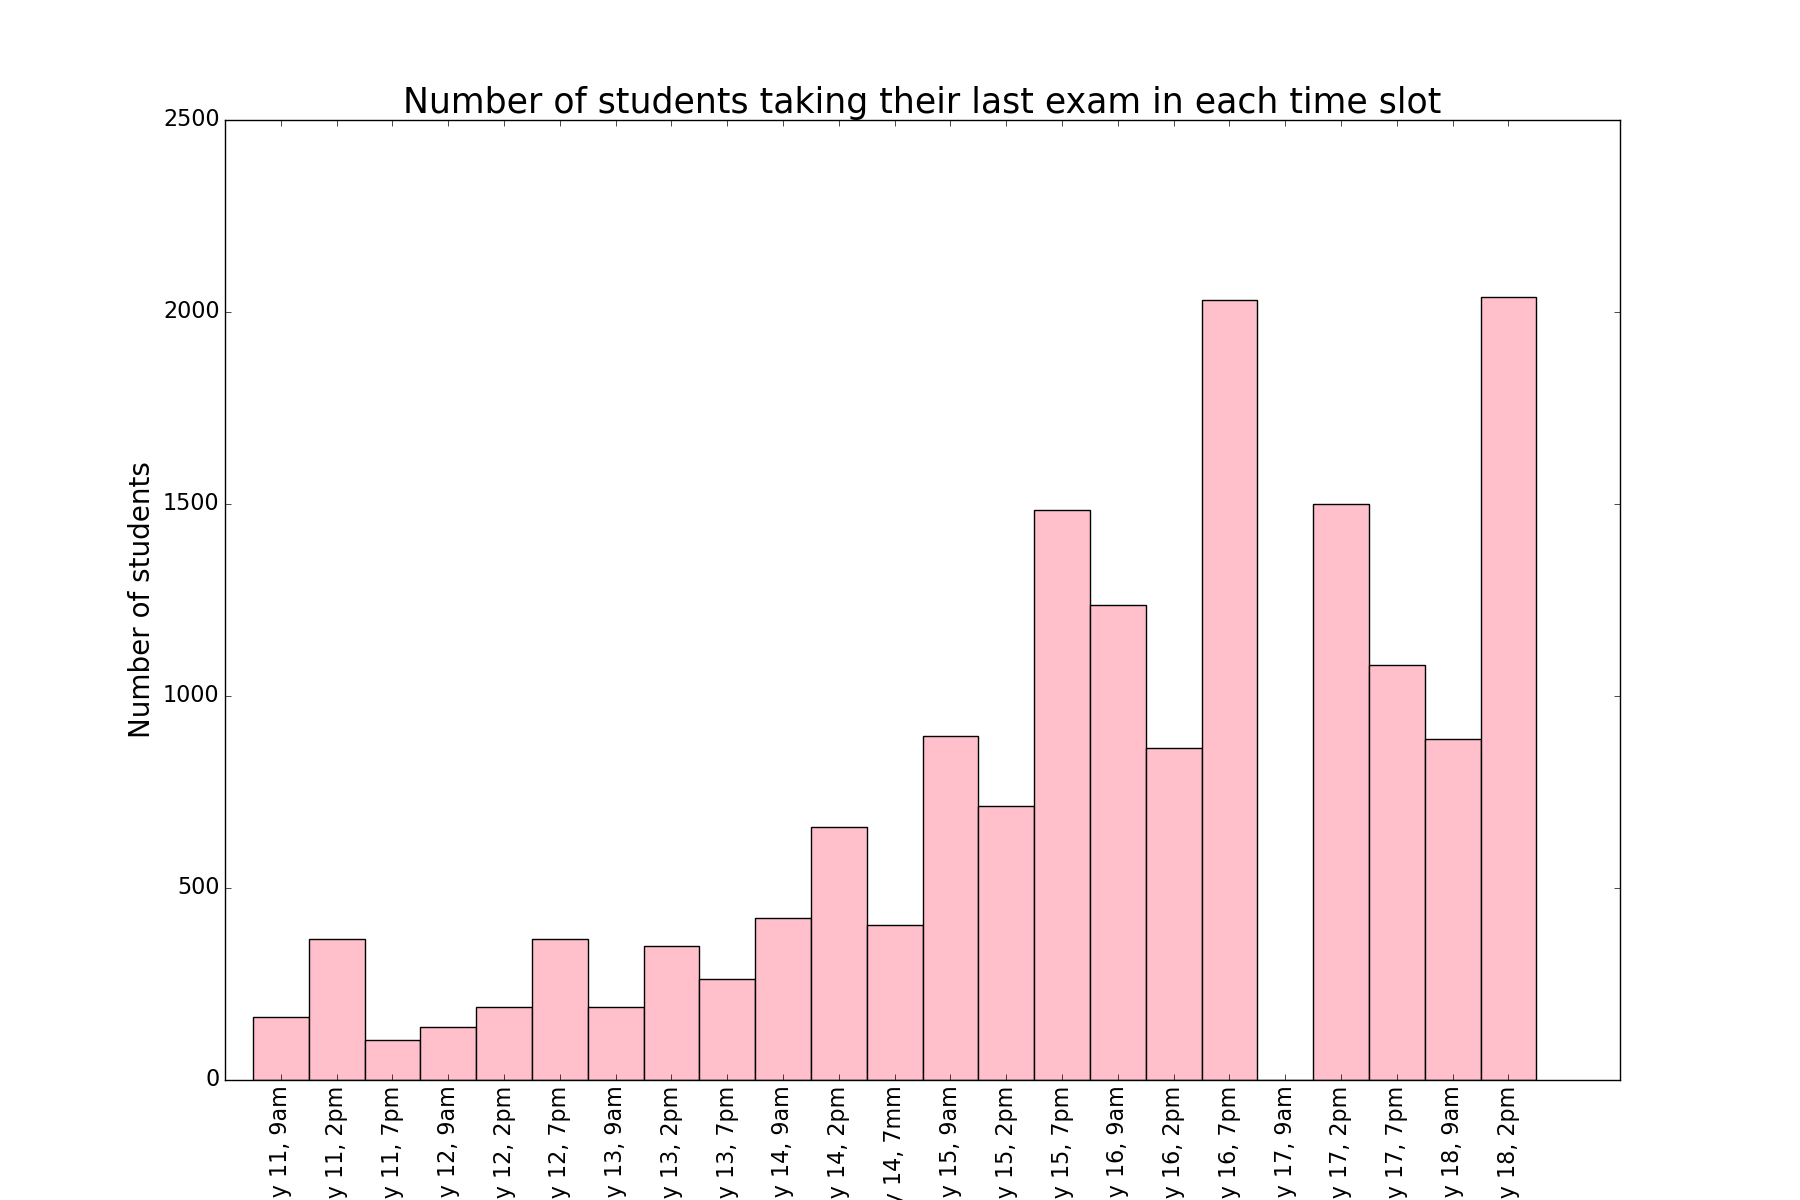 Number of students taking their last exam in each time slot
Number of students
2500
2000
1500
1000
500
0
y 11, 9am
y 11, 2pm
y 11, 7pm
y 12, 9am
y 12, 2pm
y 12, 7pm
y 13, 9am
y 13, 2pm
y 13, 7pm
y 14, 9am
y 14, 2pm
y 14, 7mm
y 15, 9am
y 15, 2pm
y 15, 7pm
y 16, 9am
y 16, 2pm
y 16, 7pm
y 17, 9am
y 17, 2pm
y 17, 7pm
y 18, 9am
y 18, 2pm